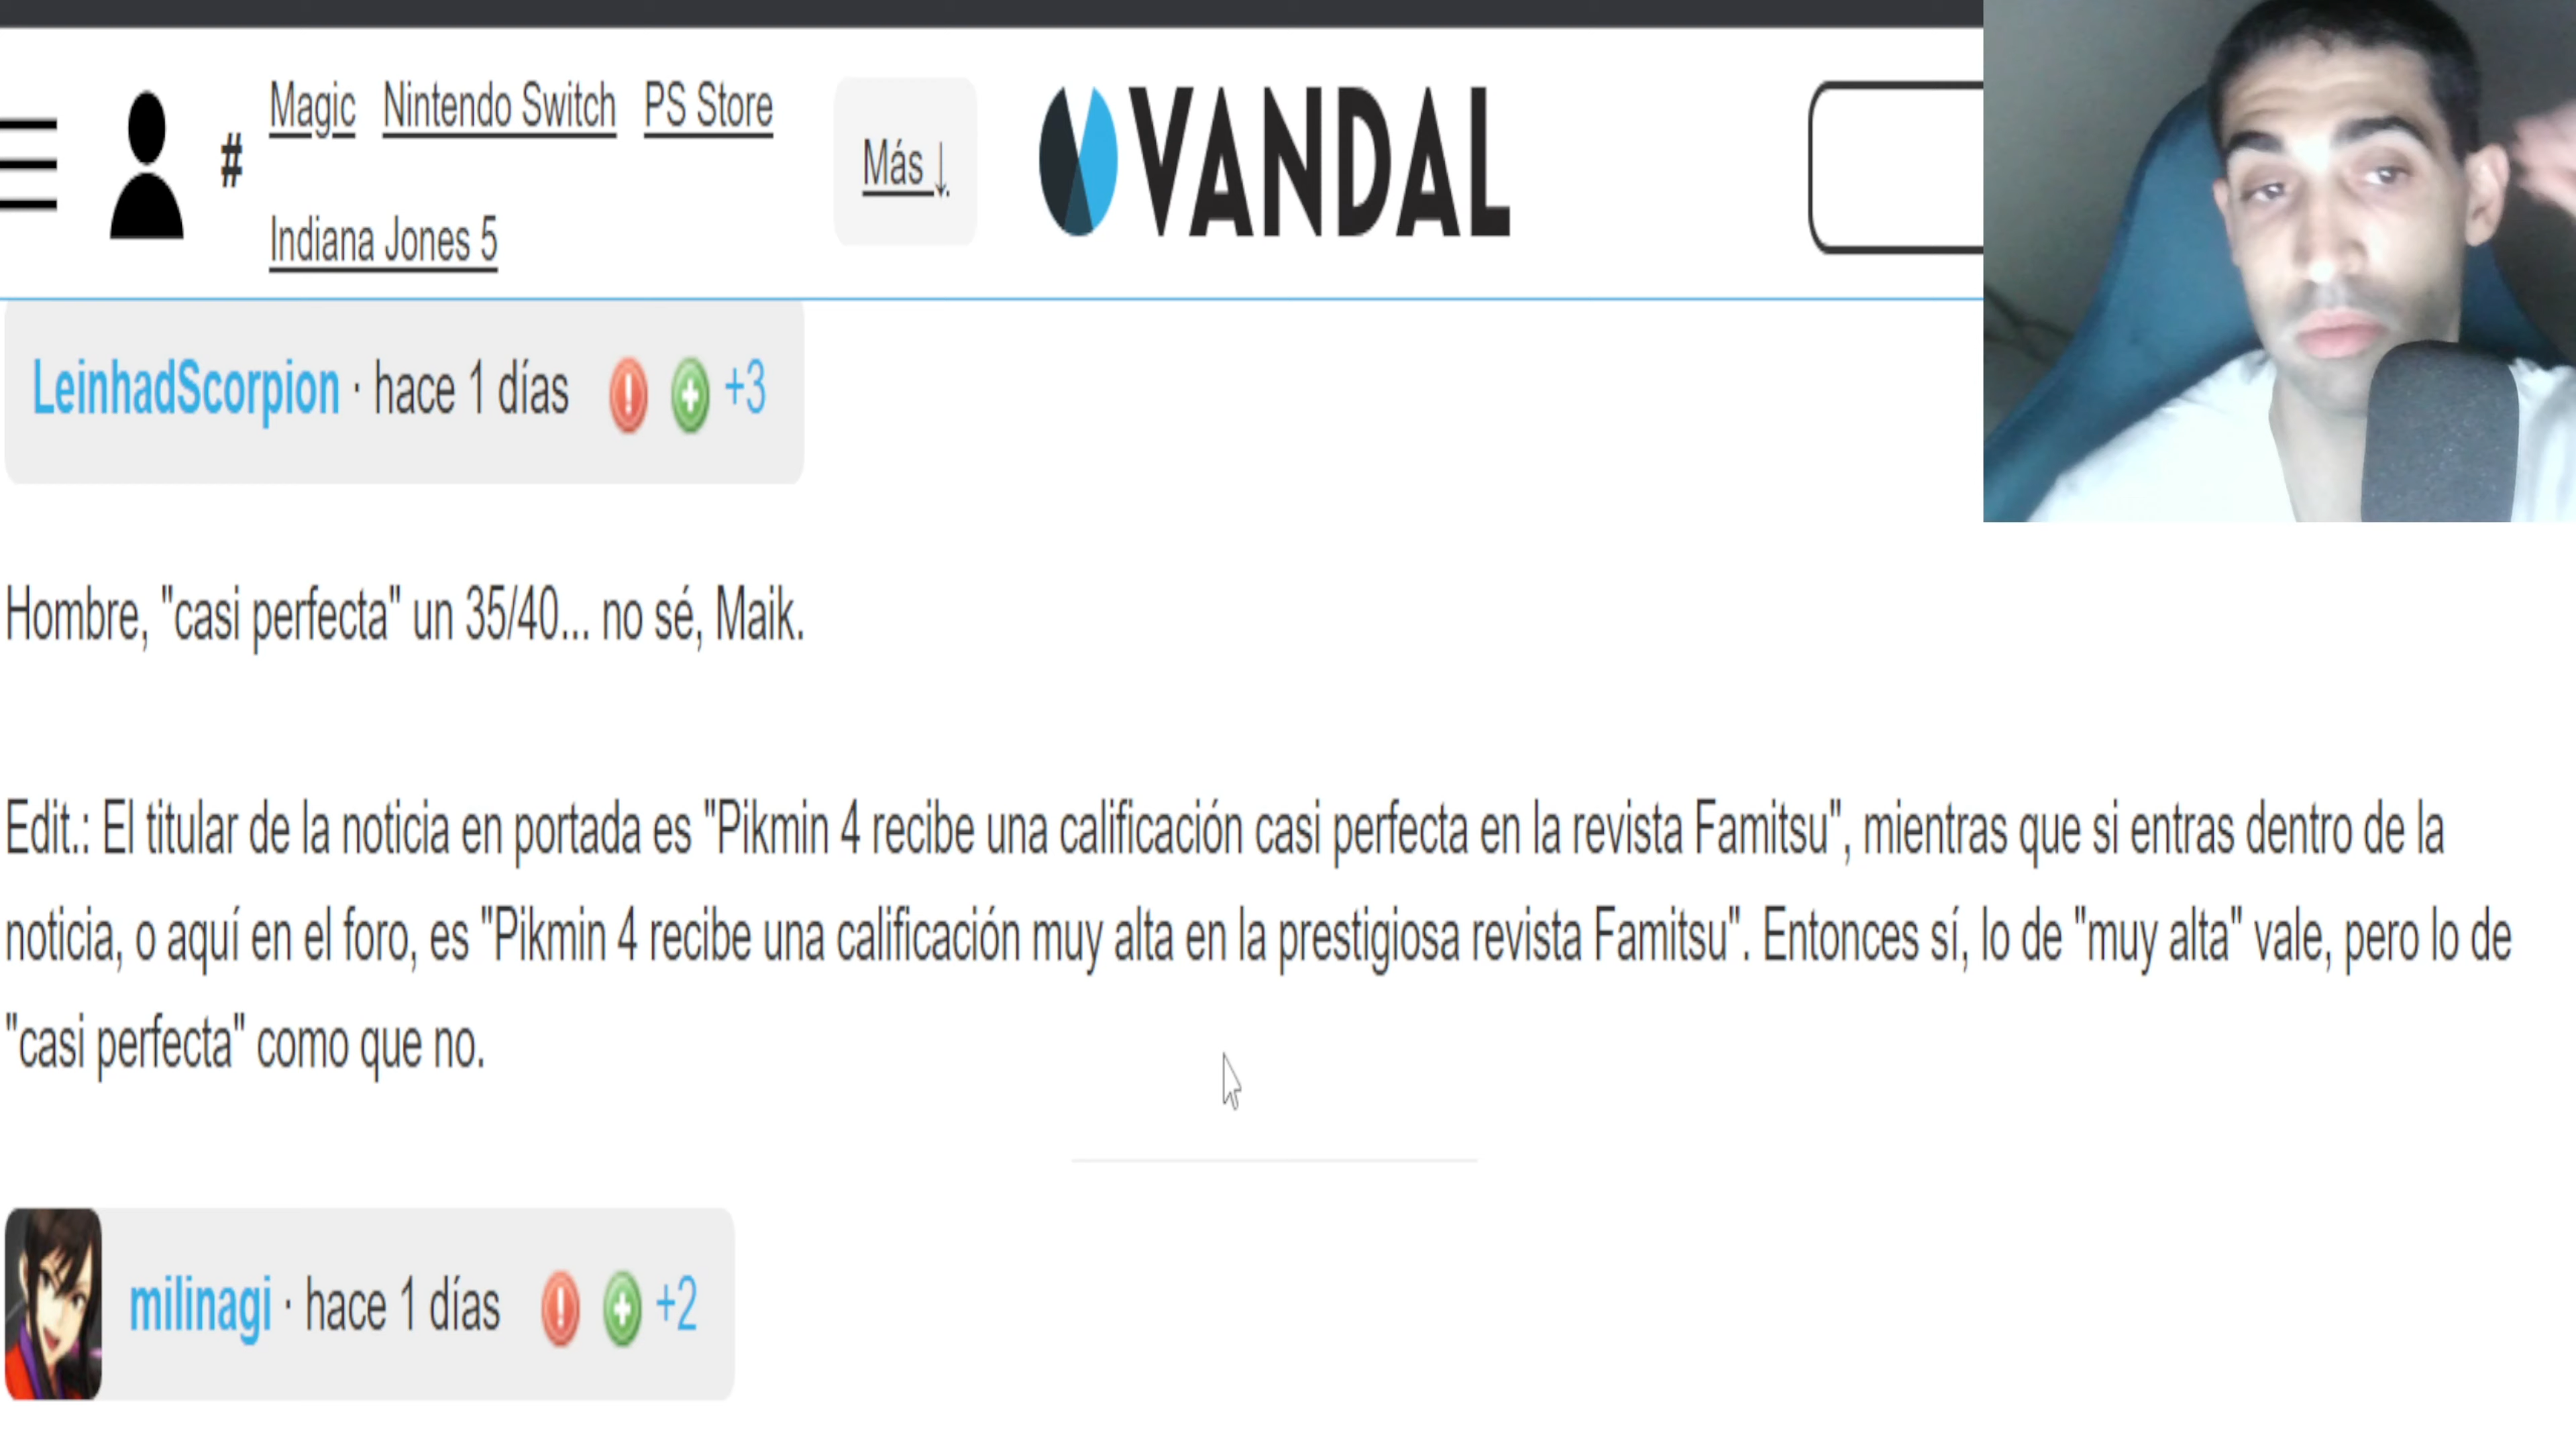 Magic Nintendo Switch PS Store
#
Más ↓
VANDAL
Indiana Jones 5
LeinhadScorpion · hace 1 días +3
Hombre, "casi perfecta" un 35/40... no sé, Maik.
Edit.: El titular de la noticia en portada es "Pikmin 4 recibe una calificación casi perfecta en la revista Famitsu", mientras que si entras dentro de la
noticia, o aquí en el foro, es "Pikmin 4 recibe una calificación muy alta en la prestigiosa revista Famitsu". Entonces sí, lo de "muy alta" vale, pero lo de
"casi perfecta" como que no.
milinagi · hace 1 días +2